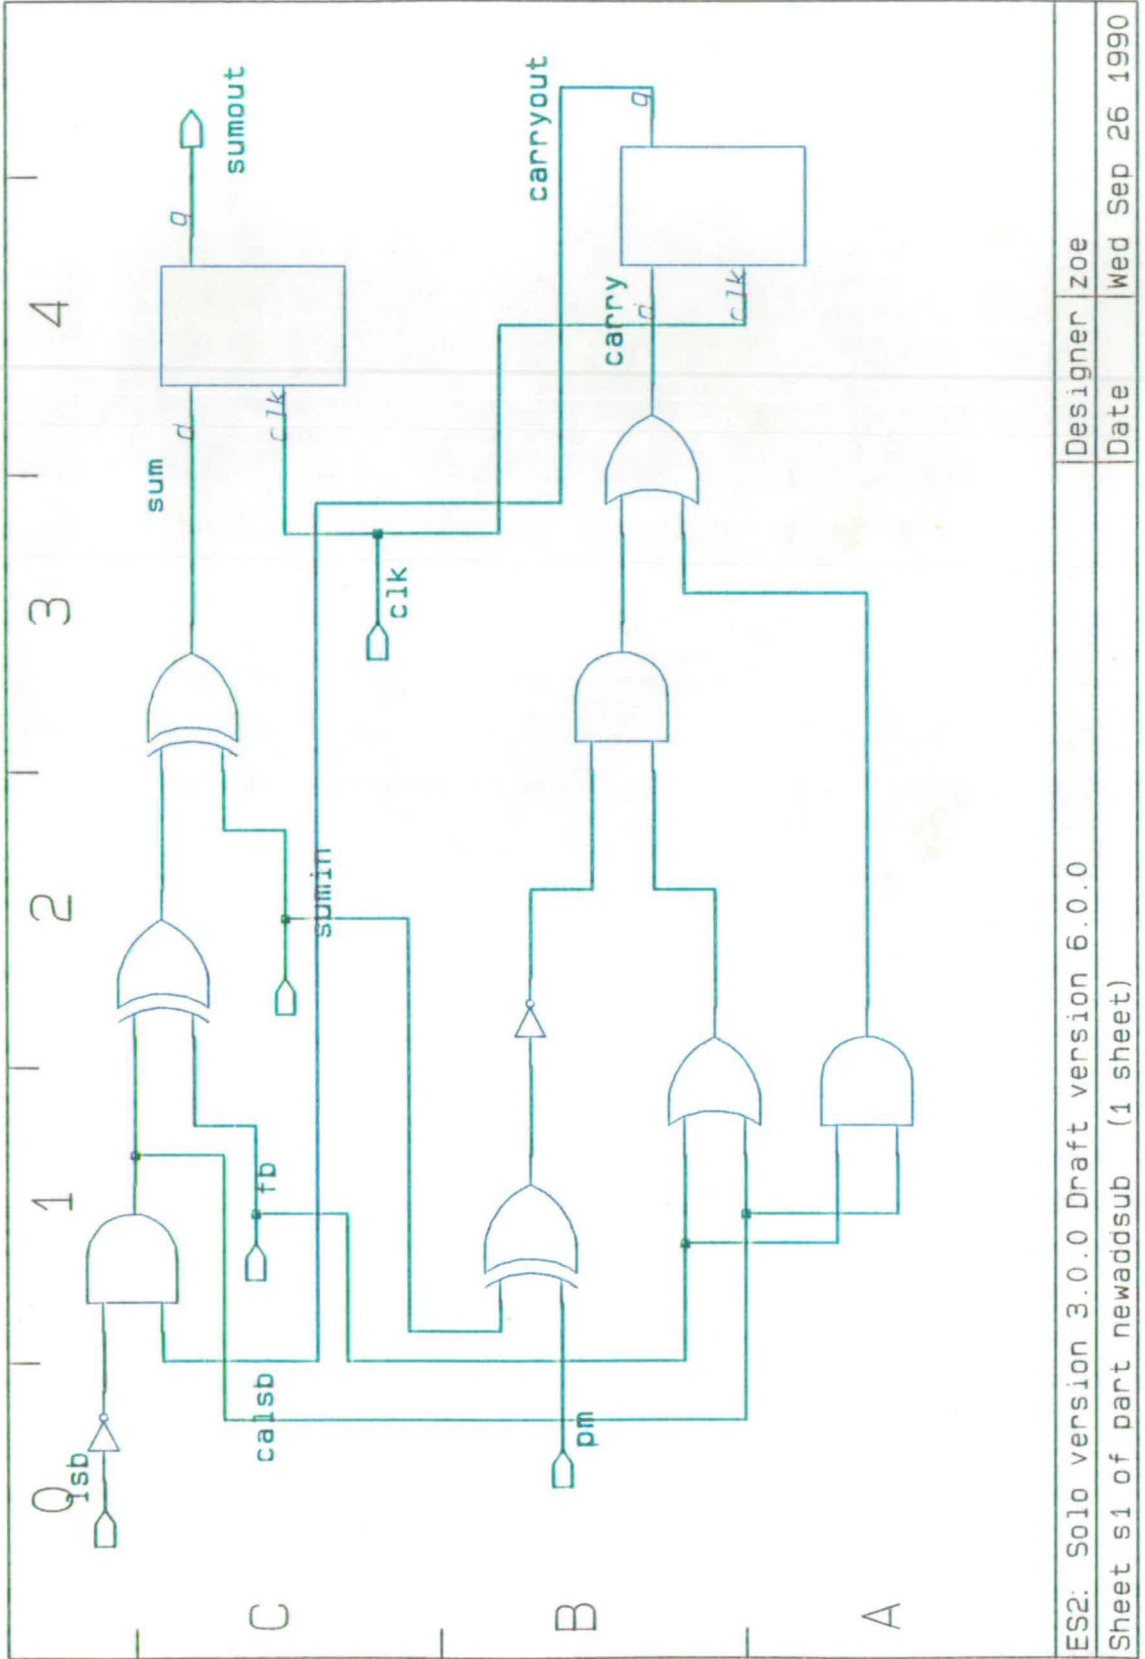 0
1
2
3
4
C
B
A
lsb
calsb
fb
sumin
sum
d
clk
q
sumout
clk
pm
carry
d
clk
q
carryout
ES2: Solo version 3.0.0 Draft version 6.0.0
Designer zoe
Sheet s1 of part newaddsub (1 sheet)
Date Wed Sep 26 1990